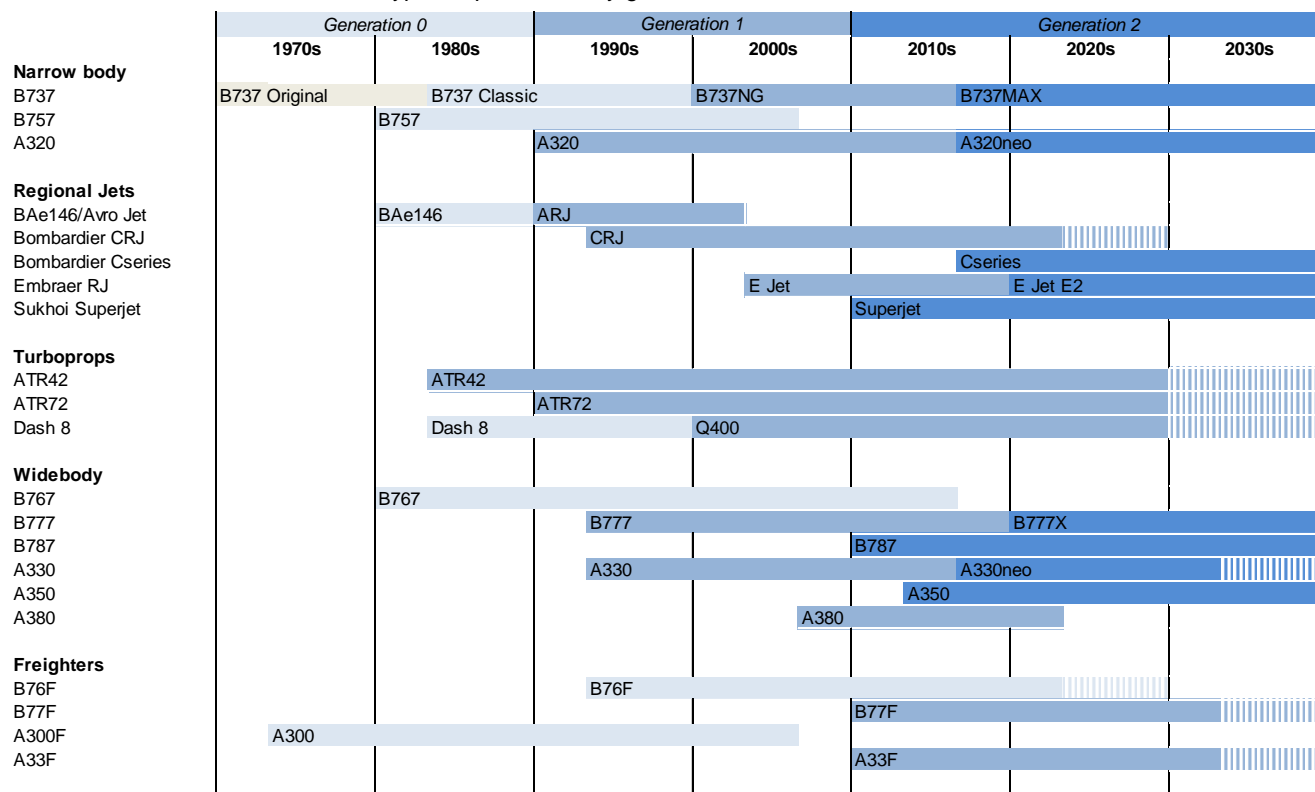 Generation 0 Generation 1 Generation 2
1970s 1980s 1990s 2000s 2010s 2020s 2030s
Narrow body
B737 B737 Original B737 Classic B737NG B737MAX
B757 B757
A320 A320 A320neo
Regional Jets
BAe146/Avro Jet BAe146 ARJ
Bombardier CRJ CRJ
Bombardier Cseries Cseries
Embraer RJ E Jet E Jet E2
Sukhoi Superjet Superjet
Turboprops
ATR42 ATR42
ATR72 ATR72
Dash 8 Dash 8 Q400
Widebody
B767 B767
B777 B777 B777X
B787 B787
A330 A330 A330neo
A350 A350
A380 A380
Freighters
B76F B76F
B77F B77F
A300F A300
A33F A33F